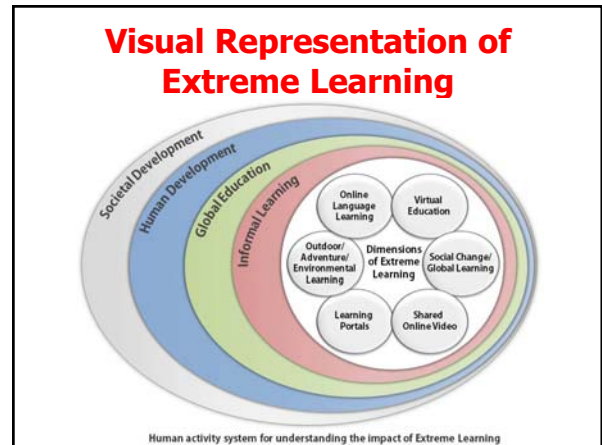 Visual Representation of
Extreme Learning
Societal Development
Human Development
Global Education
Informal Learning
Online
Language
Learning
Virtual
Education
Outdoor/
Adventure/
Environmental
Learning
Dimensions
of Extreme
Learning
Social Change/
Global Learning
Learning
Portals
Shared
Online Video
Human activity system for understanding the impact of Extreme Learning